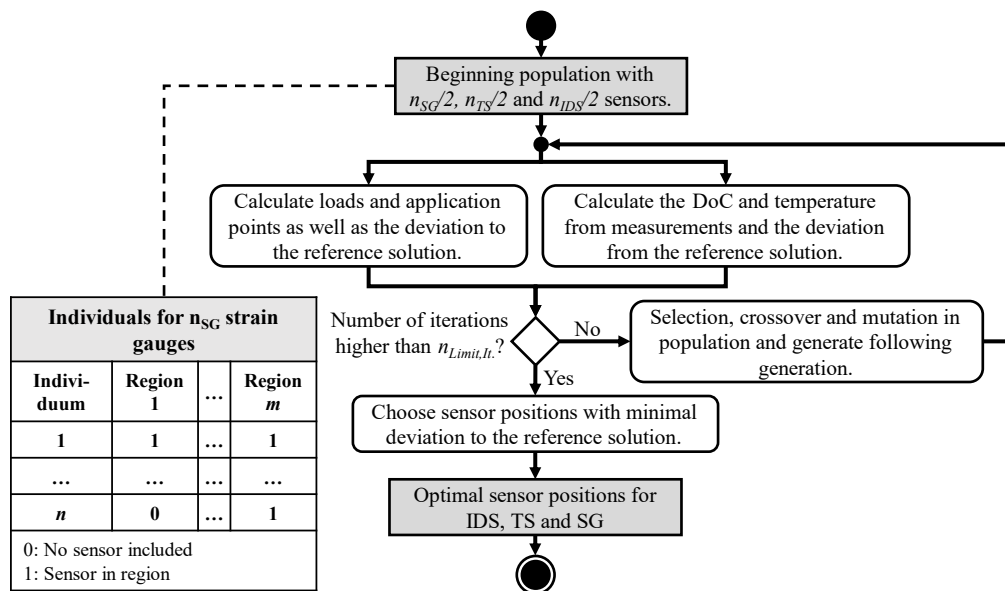 Beginning population with
n_SG/2, n_TS/2 and n_IDS/2 sensors.
Calculate loads and application
points as well as the deviation to
the reference solution.
Calculate the DoC and temperature
from measurements and the deviation
from the reference solution.
Number of iterations
higher than n_Limit,It.?
No
Yes
Selection, crossover and mutation in
population and generate following
generation.
Choose sensor positions with minimal
deviation to the reference solution.
Optimal sensor positions for
IDS, TS and SG
Individuals for n_SG strain
gauges
Indivi-
duum
Region
1
...
Region
m
1 1 ... 1
... ... ... ...
n 0 ... 1
0: No sensor included
1: Sensor in region